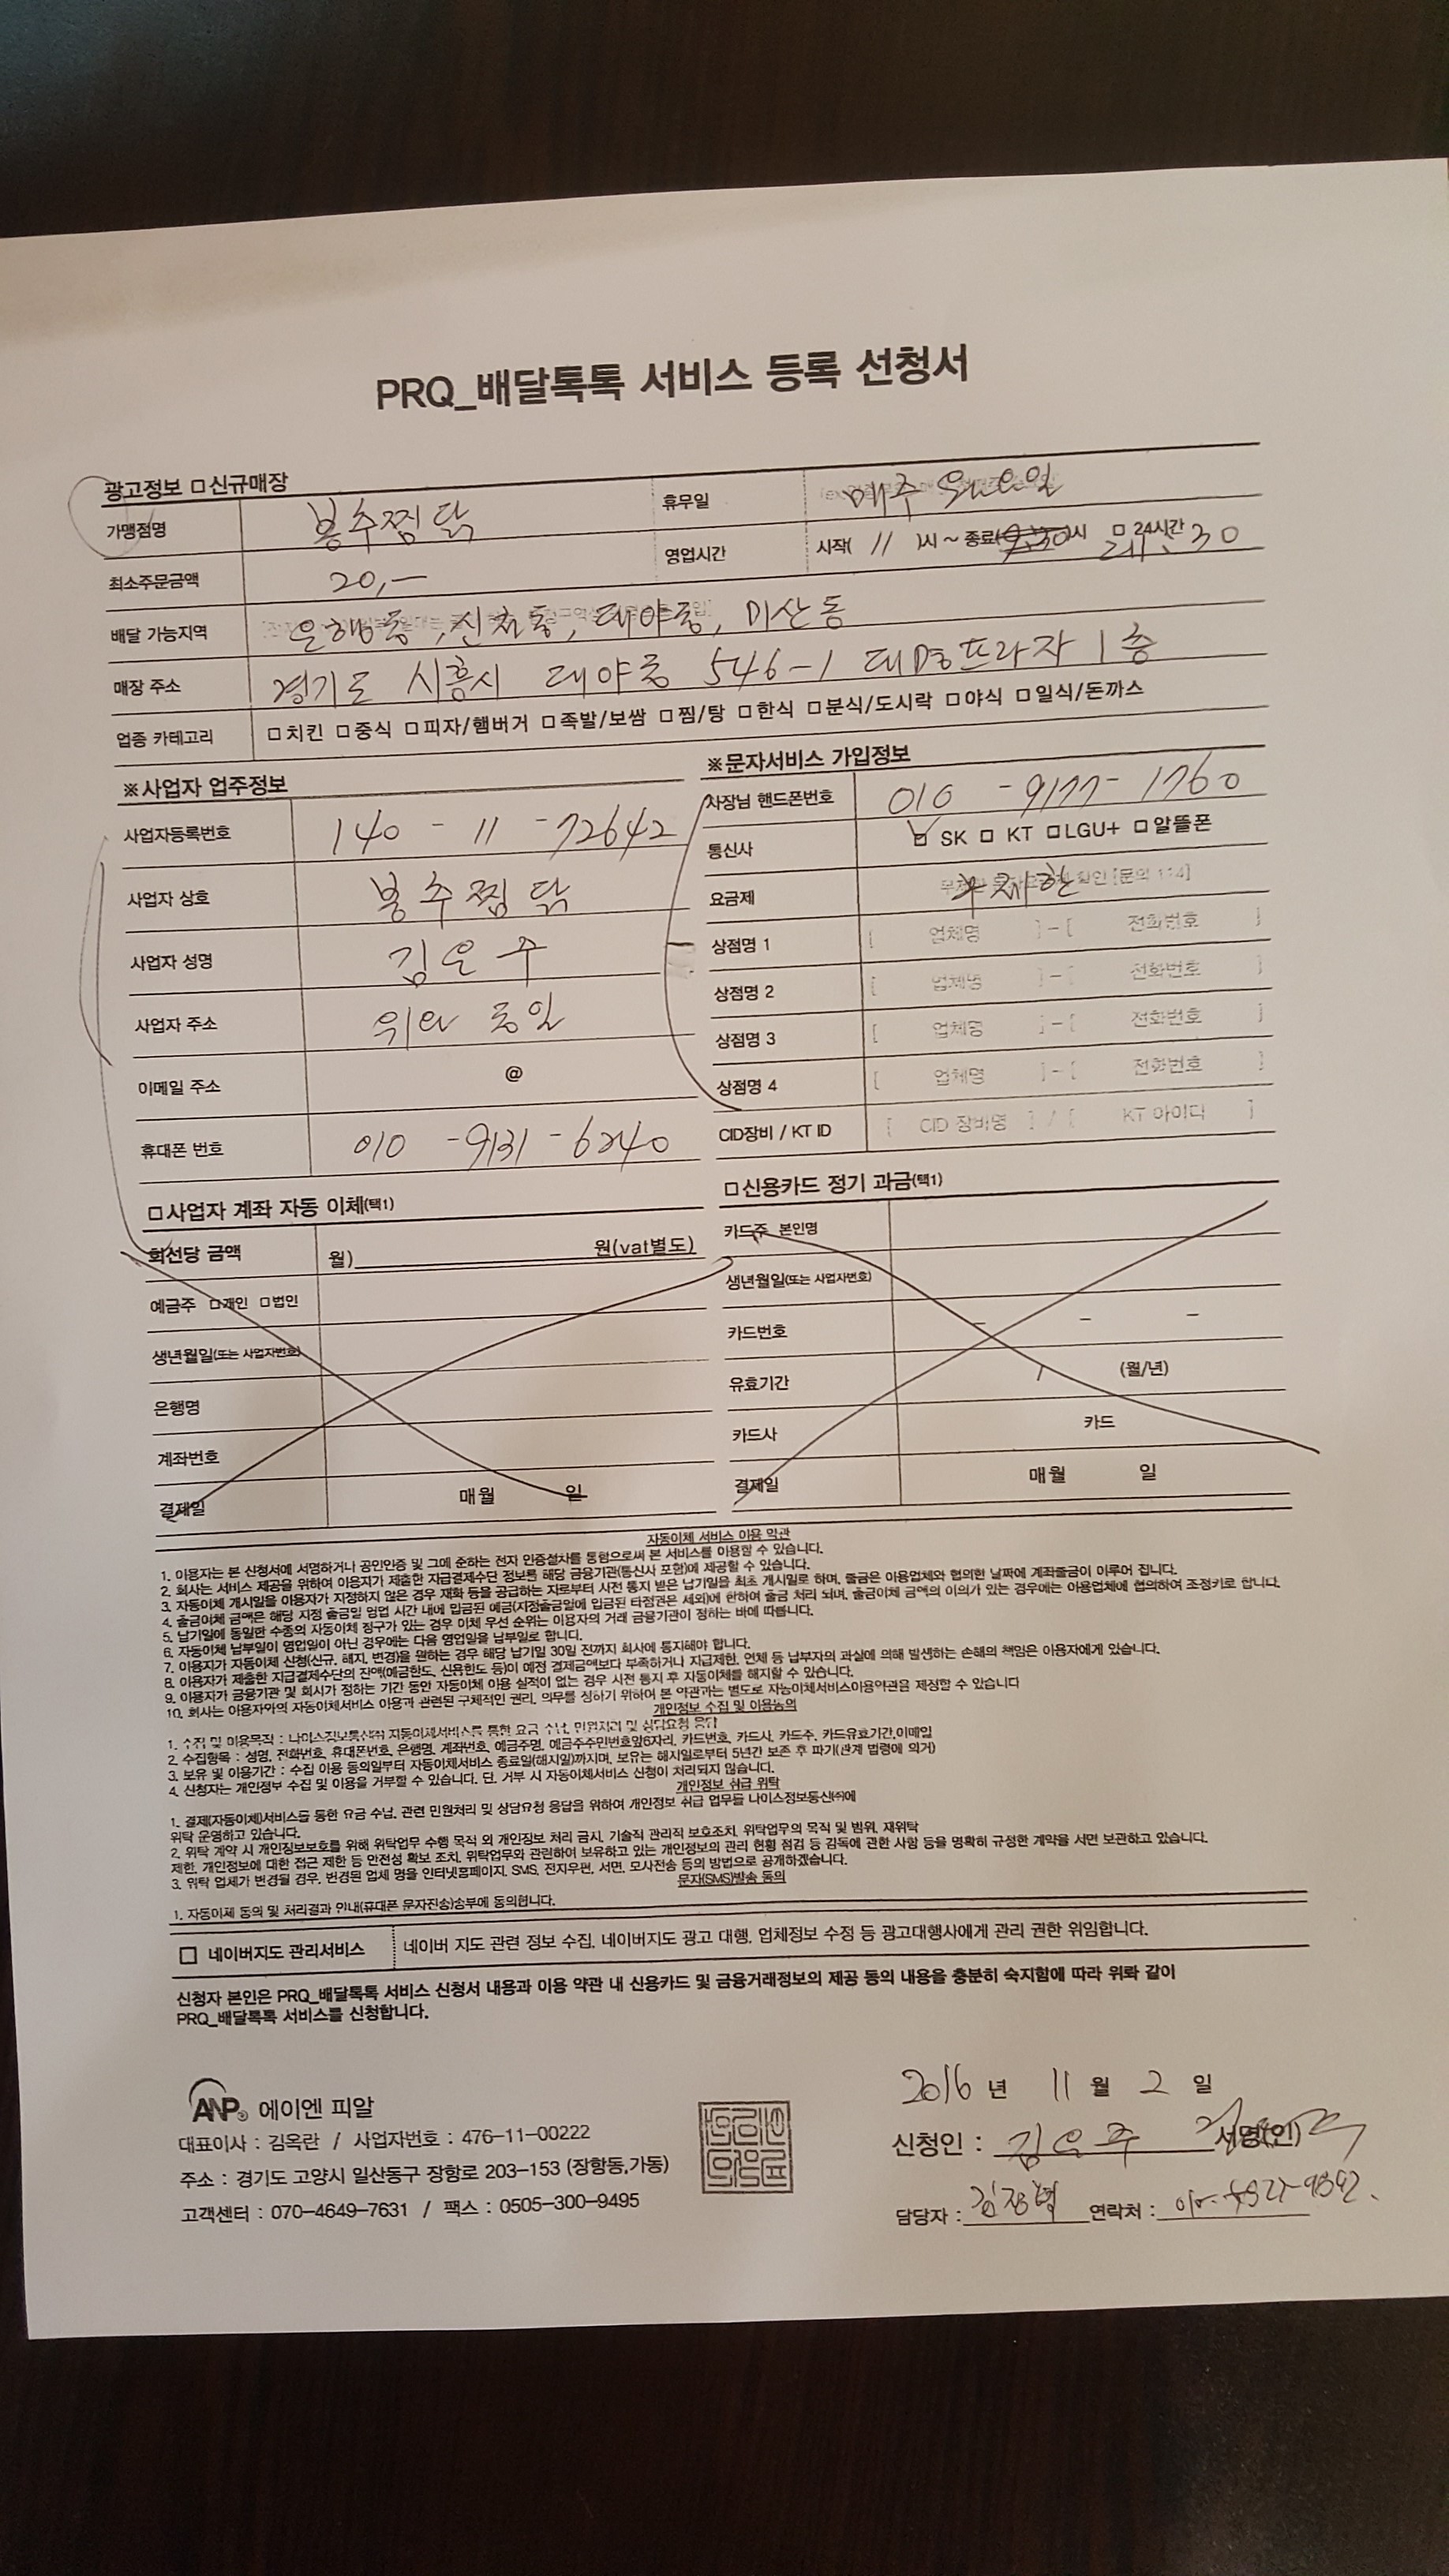 PRQ_배달톡톡 서비스 등록 선청서
광고정보 □신규매장
가맹점명 봉추찜닭 휴무일 매주 월요일
최소주문금액 20,— 영업시간 시작( 11 )시 ~ 종료( )시 □ 24시간 21:30
배달 가능지역 은행동, 신천동, 대야동, 미산동
매장 주소 경기도 시흥시 대야동 546-1 대명프라자 1층
업종 카테고리 □치킨 □중식 □피자/햄버거 □족발/보쌈 □찜/탕 □한식 □분식/도시락 □야식 □일식/돈까스
※사업자 업주정보
사업자등록번호 140 - 11 - 72642
사업자 상호 봉추찜닭
사업자 성명 김은주
사업자 주소 위와 동일
이메일 주소 @
휴대폰 번호 010 - 9131 - 6240
※문자서비스 가입정보
사장님 핸드폰번호 010 - 9177 - 1760
통신사 ☑ SK □ KT □LGU+ □알뜰폰
요금제 무제한 확인 [문의 114]
상점명 1 [ 업체명 ] - [ 전화번호 ]
상점명 2 [ 업체명 ] - [ 전화번호 ]
상점명 3 [ 업체명 ] - [ 전화번호 ]
상점명 4 [ 업체명 ] - [ 전화번호 ]
CID장비 / KT ID [ CID 장비명 ] / [ KT 아이디 ]
□사업자 계좌 자동 이체(택1)
회선당 금액 월) 원(vat별도)
예금주 □개인 □법인
생년월일(또는 사업자번호)
은행명
계좌번호
결제일 매월 일
□신용카드 정기 과금(택1)
카드주 본인명
생년월일(또는 사업자번호)
카드번호 - - -
유효기간 / (월/년)
카드사 카드
결제일 매월 일
자동이체 서비스 이용 약관
1. 이용자는 본 신청서에 서명하거나 공인인증 및 그에 준하는 전자 인증절차를 통함으로써 본 서비스를 이용할 수 있습니다.
2. 회사는 서비스 제공을 위하여 이용자가 제출한 지급결제수단 정보를 해당 금융기관(통신사 포함)에 제공할 수 있습니다.
3. 자동이체 개시일을 이용자가 지정하지 않은 경우 재화 등을 공급하는 자로부터 사전 통지 받은 납기일을 최초 개시일로 하며, 출금은 이용업체와 협의한 날짜에 계좌출금이 이루어 집니다.
4. 출금이체 금액은 해당 지정 출금일 영업 시간 내에 입금된 예금(지정출금일에 입금된 타점권은 세외)에 한하여 출금 처리 되며, 출금이체 금액의 이의가 있는 경우에는 이용업체에 협의하여 조정키로 합니다.
5. 납기일에 동일한 수종의 자동이체 청구가 있는 경우 이체 우선 순위는 이용자의 거래 금융기관이 정하는 바에 따릅니다.
6. 자동이체 납부일이 영업일이 아닌 경우에는 다음 영업일을 납부일로 합니다.
7. 이용자가 자동이체 신청(신규, 해지, 변경)을 원하는 경우 해당 납기일 30일 전까지 회사에 통지해야 합니다.
8. 이용자가 제출한 지급결제수단의 잔액(예금한도, 신용한도 등)이 예정 결제금액보다 부족하거나 지급제한, 연체 등 납부자의 과실에 의해 발생하는 손해의 책임은 이용자에게 있습니다.
9. 이용자가 금융기관 및 회사가 정하는 기간 동안 자동이체 이용 실적이 없는 경우 사전 통지 후 자동이체를 해지할 수 있습니다.
10. 회사는 이용자와의 자동이체서비스 이용과 관련된 구체적인 권리, 의무를 정하기 위하여 본 약관과는 별도로 자동이체서비스이용약관을 제정할 수 있습니다
개인정보 수집 및 이용동의
1. 수집 및 이용목적 : 나이스정보통신㈜ 자동이체서비스를 통한 요금 수납, 민원처리 및 상담요청 응답
2. 수집항목 : 성명, 전화번호, 휴대폰번호, 은행명, 계좌번호, 예금주명, 예금주주민번호앞6자리, 카드번호, 카드사, 카드주, 카드유효기간,이메일
3. 보유 및 이용기간 : 수집 이용 동의일부터 자동이체서비스 종료일(해지일)까지며, 보유는 해지일로부터 5년간 보존 후 파기(관계 법령에 의거)
4. 신청자는 개인정보 수집 및 이용을 거부할 수 있습니다. 단, 거부 시 자동이체서비스 신청이 처리되지 않습니다.
개인정보 취급 위탁
1. 결제(자동이체)서비스를 통한 요금 수납, 관련 민원처리 및 상담요청 응답을 위하여 개인정보 취급 업무를 나이스정보통신㈜에
위탁 운영하고 있습니다.
2. 위탁 계약 시 개인정보보호를 위해 위탁업무 수행 목적 외 개인정보 처리 금지, 기술적 관리적 보호조치, 위탁업무의 목적 및 범위, 재위탁
제한, 개인정보에 대한 접근 제한 등 안전성 확보 조치, 위탁업무와 관련하여 보유하고 있는 개인정보의 관리 현황 점검 등 감독에 관한 사항 등을 명확히 규정한 계약을 서면 보관하고 있습니다.
3. 위탁 업체가 변경될 경우, 변경된 업체 명을 인터넷홈페이지, SMS, 전자우편, 서면, 모사전송 등의 방법으로 공개하겠습니다.
문자(SMS)발송 동의
1. 자동이체 동의 및 처리결과 안내(휴대폰 문자전송)송부에 동의합니다.
□ 네이버지도 관리서비스 네이버 지도 관련 정보 수집, 네이버지도 광고 대행, 업체정보 수정 등 광고대행사에게 관리 권한 위임합니다.
신청자 본인은 PRQ_배달톡톡 서비스 신청서 내용과 이용 약관 내 신용카드 및 금융거래정보의 제공 동의 내용을 충분히 숙지함에 따라 위와 같이
PRQ_배달톡톡 서비스를 신청합니다.
2016 년 11 월 2 일
ANP 에이엔 피알
대표이사 : 김옥란 / 사업자번호 : 476-11-00222
신청인 : 김은주 서명(인)
주소 : 경기도 고양시 일산동구 장항로 203-153 (장항동,가동)
고객센터 : 070-4649-7631 / 팩스 : 0505-300-9495
담당자 : 연락처 :